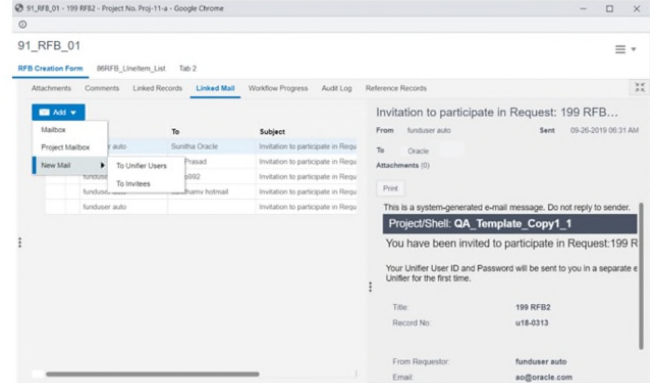 91_RFB_01 - 199 RFB2 - Project No. Proj-11-a - Google Chrome
91_RFB_01
RFB Creation Form 86RFB_LineItem_List Tab 2
Attachments Comments Linked Records Linked Mail Workflow Progress Audit Log Reference Records
Add
Mailbox
Project Mailbox
New Mail
To Unifier Users
To Invitees
To Subject
auto Sunitha Oracle Invitation to participate in Requ
Prasad Invitation to participate in Requ
Invitation to participate in Requ
hotmail Invitation to participate in Requ
funduser auto Invitation to participate in Requ
Invitation to participate in Request: 199 RFB...
From funduser auto Sent 09-26-2019 06:31 AM
To Oracle
Attachments (0)
Print
This is a system-generated e-mail message. Do not reply to sender.
Project/Shell: QA_Template_Copy1_1
You have been invited to participate in Request:199 R
Your Unifier User ID and Password will be sent to you in a separate e
Unifier for the first time.
Title: 199 RFB2
Record No: u18-0313
From Requestor: funduser auto
Email: ao@oracle.com